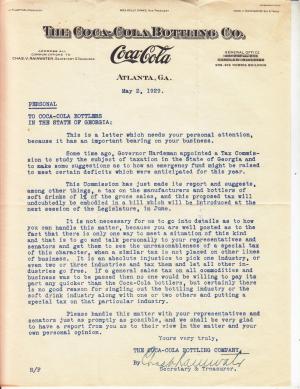 THE COCA-COLA BOTTLING CO.
ADDRESS ALL
COMMUNICATIONS TO
CHAS. V. RAINWATER, SECRETARY & TREASURER
Coca-Cola
GENERAL OFFICE
ATLANTA, GA.
May 2, 1929.
PERSONAL
TO COCA-COLA BOTTLERS
IN THE STATE OF GEORGIA:
This is a letter which needs your personal attention,
because it has an important bearing on your business.
Some time ago, Governor Hardeman appointed a Tax Commis-
sion to study the subject of taxation in the State of Georgia and
to make some suggestions as to how an emergency fund might be raised
to meet certain deficits which were anticipated for this year.
This Commission has made its report and suggests,
among other things, a tax on the manufacturers and bottlers of
soft drinks of of the gross sales, and this proposed tax will
undoubtedly be embodied in a bill which will be introduced at the
next session of the Legislature, in June.
It is not necessary for us to go into details as to how
you can handle this matter, because you are well posted as to the
fact that there is only one way to meet a situation of this kind
and that is to go and talk personally to your representatives
and senators and get them to see the unreasonableness of a special tax
of this character, when a similar tax is not placed on other lines
of business. It is an absolute injustice to pick one industry, or
even two or three industries and tax them and let all other in-
dustries go free. If a general sales tax on all commodities and
business was to be passed then no one would be willing to pay its
part any quicker than the Coca-Cola bottlers, but certainly there
is no good reason for singling out the bottling industry or the
soft drink industry along with one or two others and putting a
special tax on that particular industry.
Please handle this matter with your representatives and
senators just as promptly as possible, and we shall be very glad
to have a report from you as to their view in the matter and your
own personal opinion.
Yours very truly,
THE COCA-COLA BOTTLING COMPANY,
By Chas V Rainwater
Secretary & Treasurer.
R/P